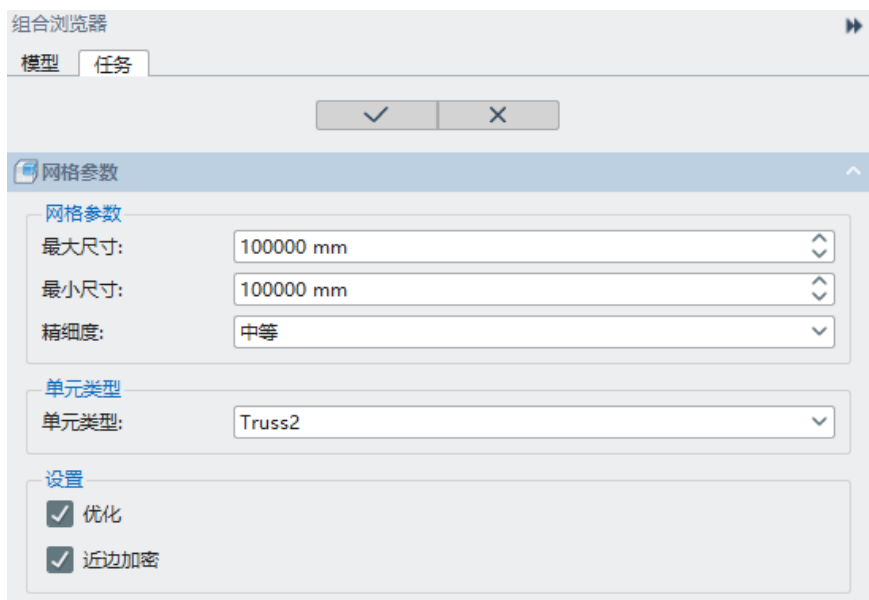 组合浏览器
模型 任务
网格参数
网格参数
最大尺寸: 100000 mm
最小尺寸: 100000 mm
精细度: 中等
单元类型
单元类型: Truss2
设置
优化
近边加密